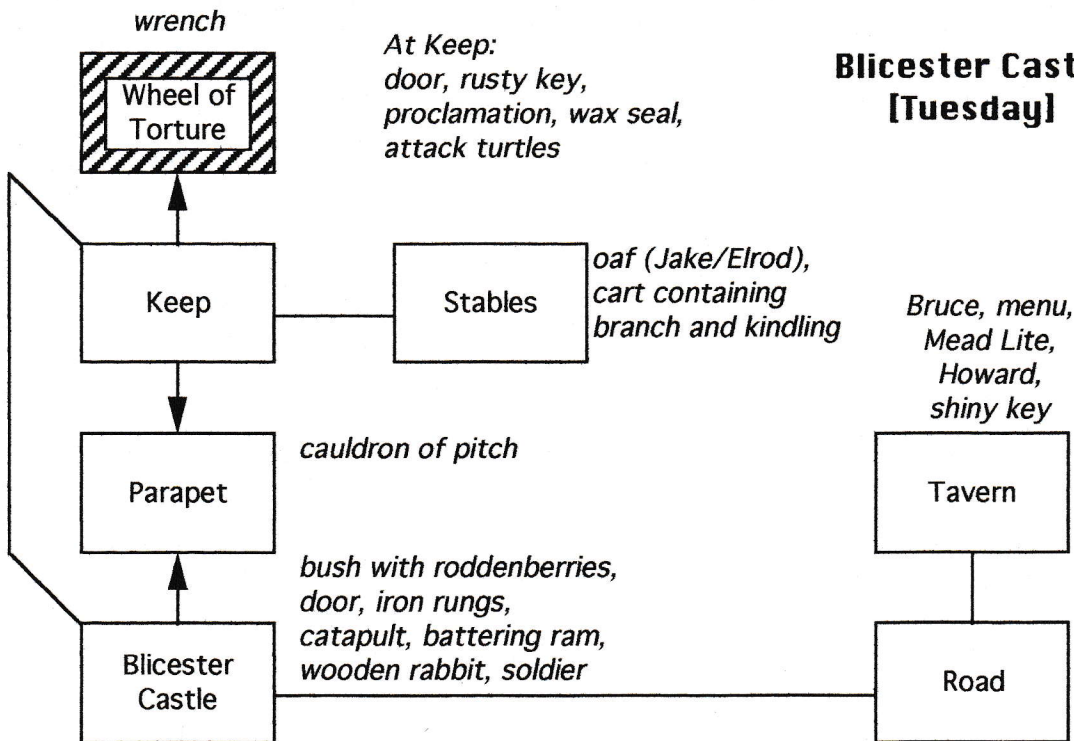 wrench
Wheel of
Torture
At Keep:
door, rusty key,
proclamation, wax seal,
attack turtles
Blicester Cast
[Tuesday]
Keep
Stables
oaf (Jake/Elrod),
cart containing
branch and kindling
Bruce, menu,
Mead Lite,
Howard,
shiny key
Parapet
cauldron of pitch
Tavern
bush with roddenberries,
door, iron rungs,
catapult, battering ram,
wooden rabbit, soldier
Blicester
Castle
Road